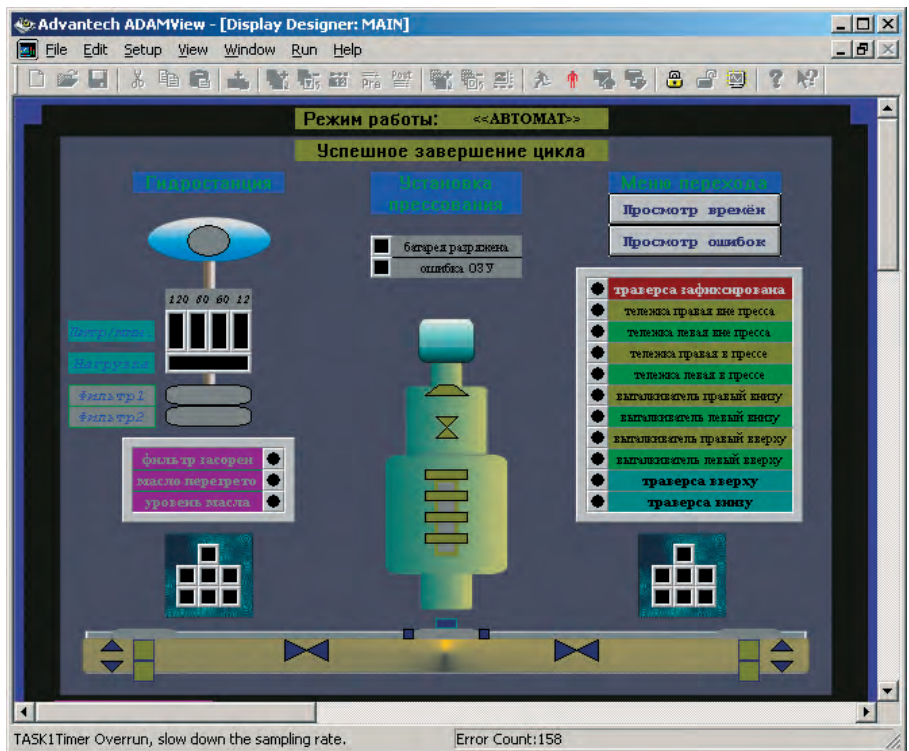 Advantech ADAMView - [Display Designer: MAIN]
File Edit Setup View Window Run Help
Режим работы: <<АВТОМАТ>>
Успешное завершение цикла
Гидростанция
Установка
прессования
Меню перехода
Просмотр времён
Просмотр ошибок
батарея разряжена
ошибка ОЗУ
120 80 60 12
Литр/мин
Нагрузка
Фильтр1
Фильтр2
фильтр засорен
масло перегрето
уровень масла
траверса зафиксирована
тележка правая вне пресса
тележка левая вне пресса
тележка правая в прессе
тележка левая в прессе
выталкиватель правый внизу
выталкиватель левый внизу
выталкиватель правый вверху
выталкиватель левый вверху
траверса вверху
траверса внизу
TASK1Timer Overrun, slow down the sampling rate.
Error Count:158